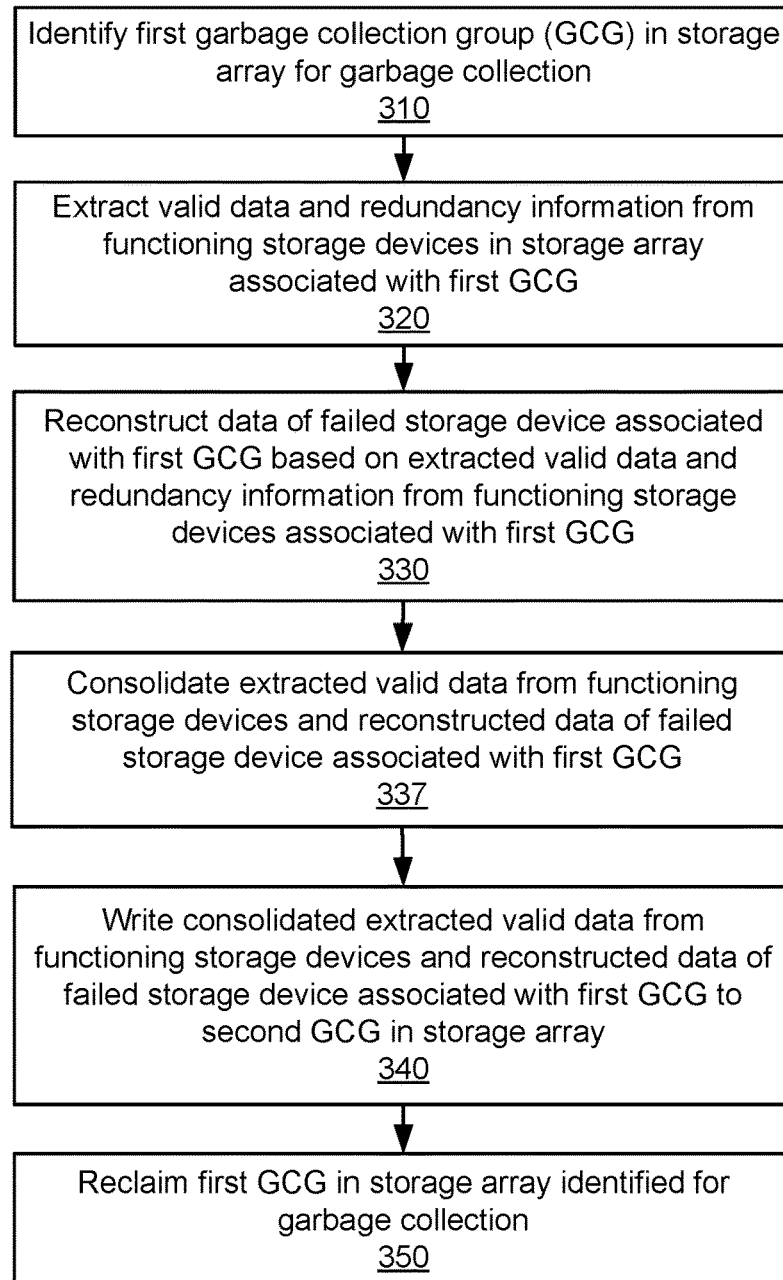 Identify first garbage collection group (GCG) in storage
array for garbage collection
310
Extract valid data and redundancy information from
functioning storage devices in storage array
associated with first GCG
320
Reconstruct data of failed storage device associated
with first GCG based on extracted valid data and
redundancy information from functioning storage
devices associated with first GCG
330
Consolidate extracted valid data from functioning
storage devices and reconstructed data of failed
storage device associated with first GCG
337
Write consolidated extracted valid data from
functioning storage devices and reconstructed data of
failed storage device associated with first GCG to
second GCG in storage array
340
Reclaim first GCG in storage array identified for
garbage collection
350